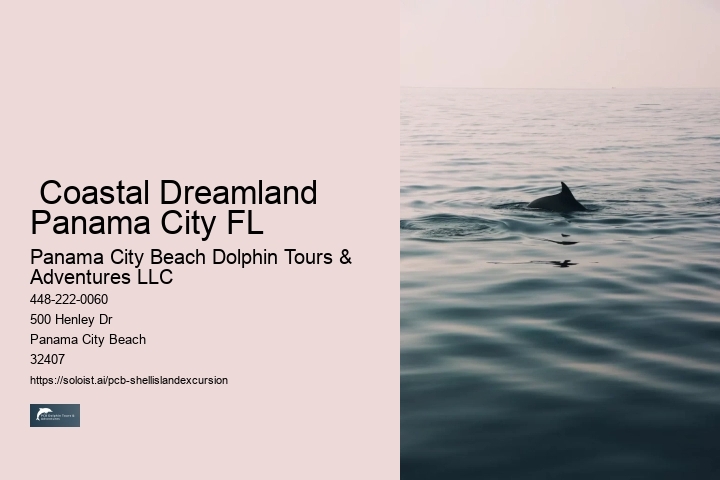 Coastal Dreamland
Panama City FL
Panama City Beach Dolphin Tours &
Adventures LLC
448-222-0060
500 Henley Dr
Panama City Beach
32407
https://soloist.ai/pcb-shellislandexcursion